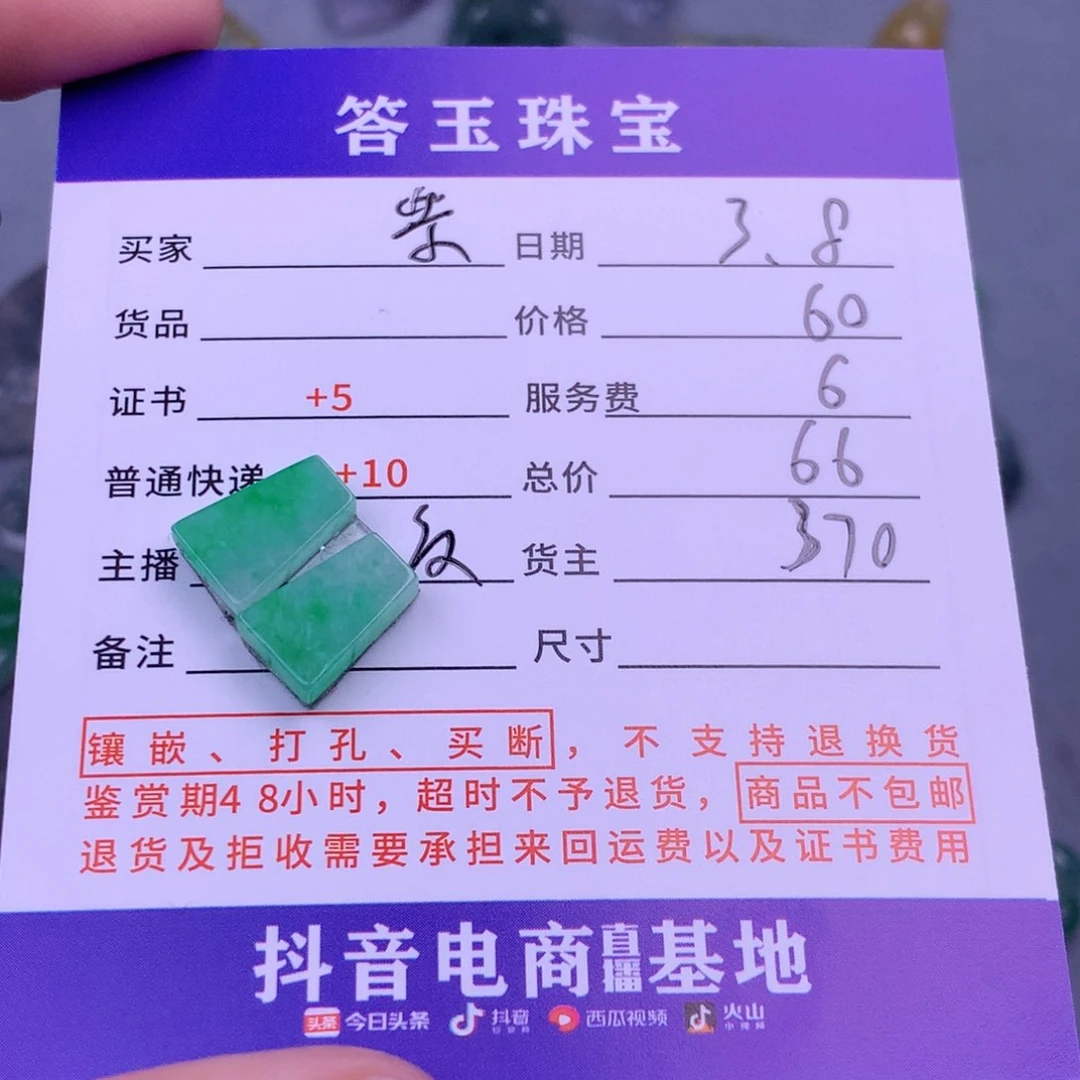 答玉珠宝
买家 柴 日期 3、8
货品 价格 60
证书 +5 服务费 6
普通快递 +10 总价 66
主播 货主 370
备注 尺寸
镶嵌、打孔、买断，不支持退换货
鉴赏期48小时，超时不予退货，商品不包邮
退货及拒收需要承担来回运费以及证书费用
抖音电商直播基地
头条 今日头条 抖音 西瓜视频 火山